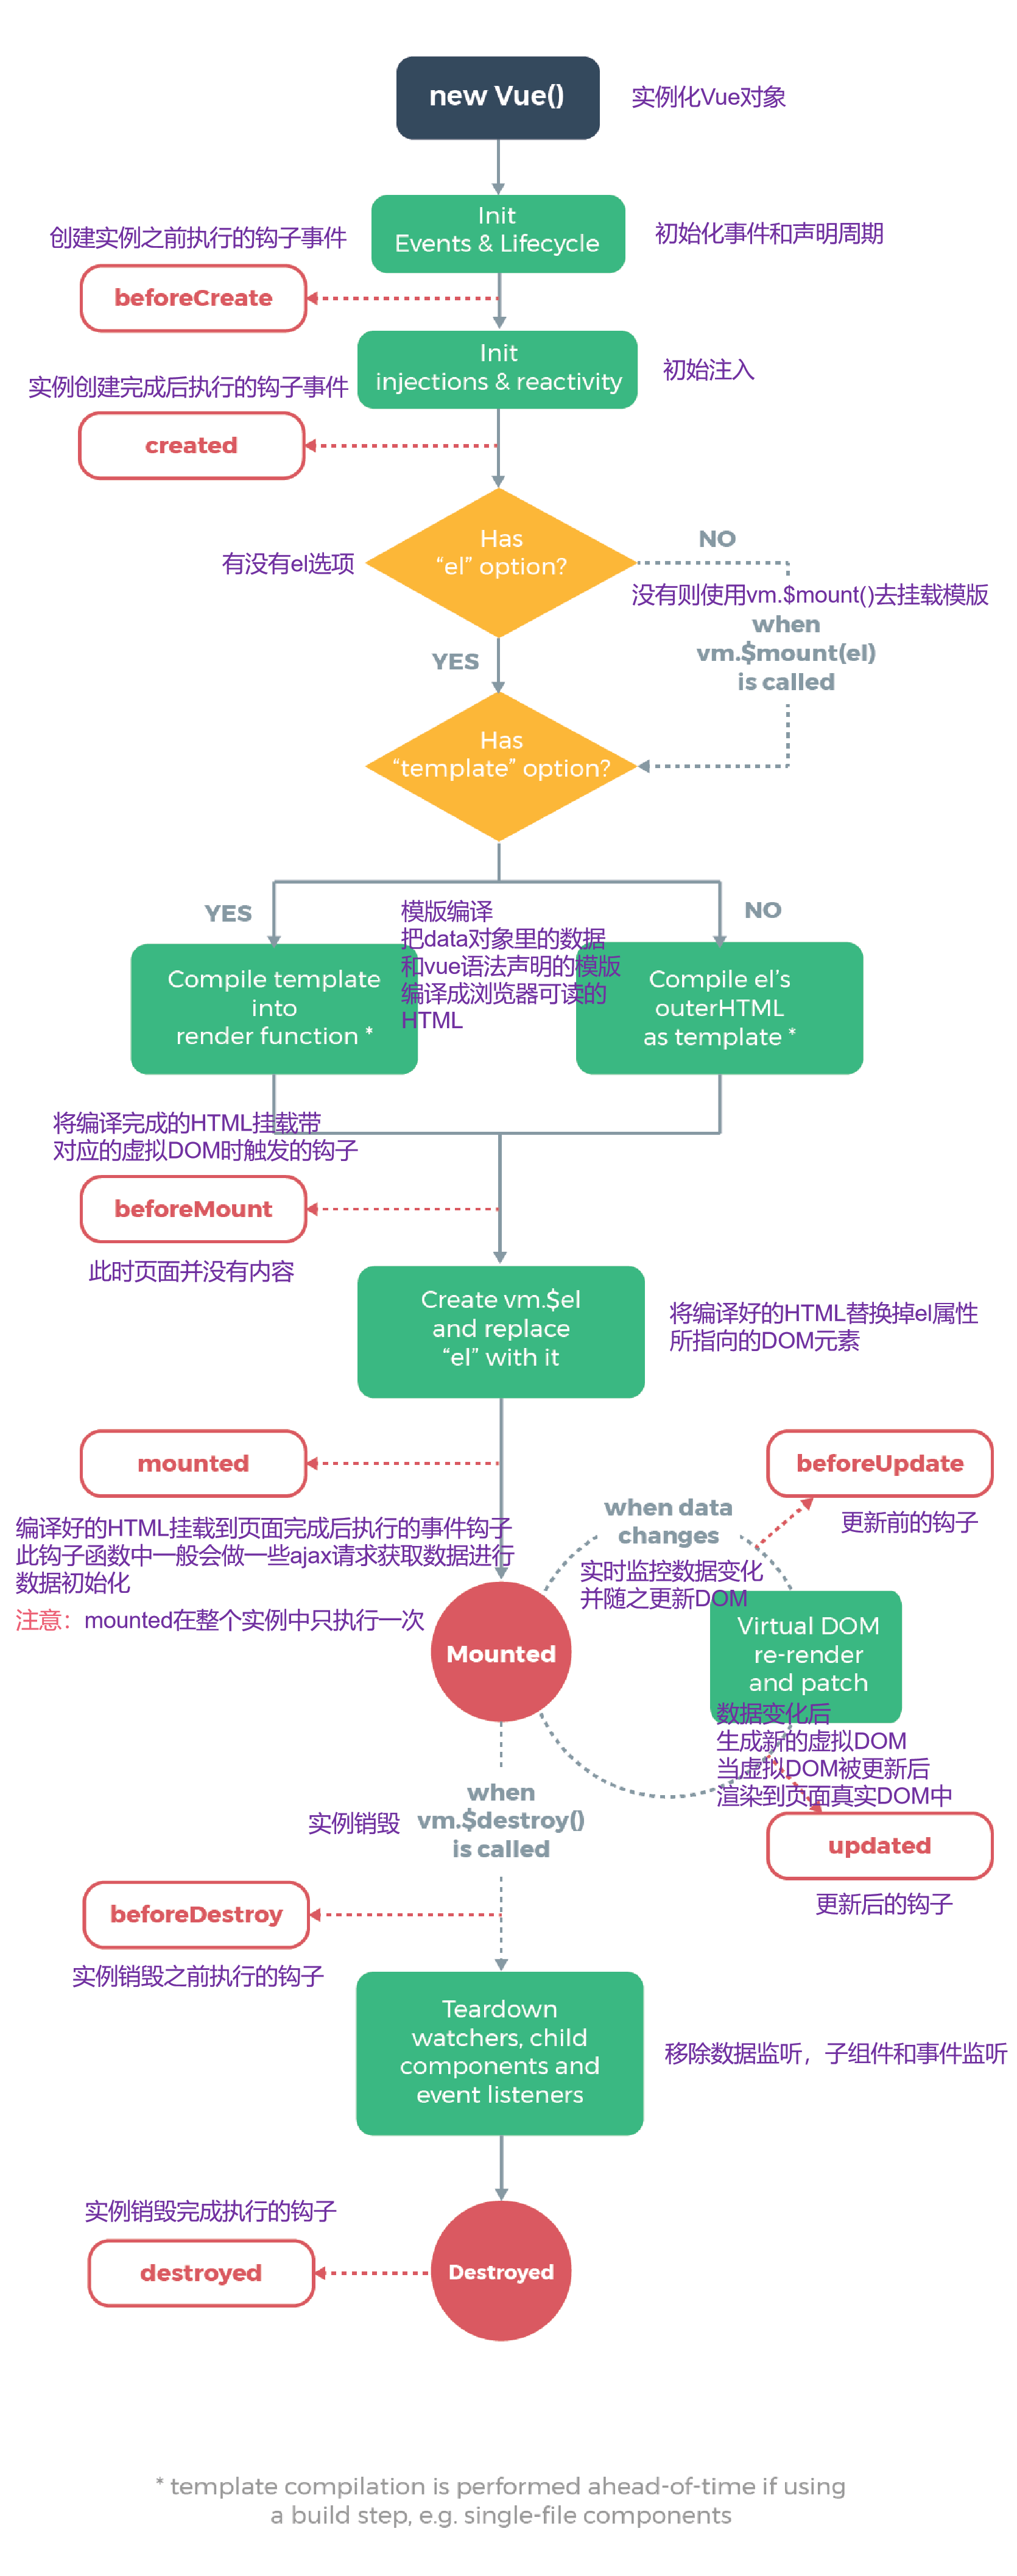 new Vue()
实例化Vue对象
Init
Events & Lifecycle
初始化事件和声明周期
创建实例之前执行的钩子事件
beforeCreate
Init
injections & reactivity
初始注入
实例创建完成后执行的钩子事件
created
Has
“el” option?
有没有el选项
NO
没有则使用vm.$mount()去挂载模版
when
vm.$mount(el)
is called
YES
Has
“template” option?
YES
NO
模版编译
把data对象里的数据
和vue语法声明的模版
编译成浏览器可读的
HTML
Compile template
into
render function *
Compile el’s
outerHTML
as template *
将编译完成的HTML挂载带
对应的虚拟DOM时触发的钩子
beforeMount
此时页面并没有内容
Create vm.$el
and replace
“el” with it
将编译好的HTML替换掉el属性
所指向的DOM元素
mounted
编译好的HTML挂载到页面完成后执行的事件钩子
此钩子函数中一般会做一些ajax请求获取数据进行
数据初始化
注意：mounted在整个实例中只执行一次
Mounted
when data
changes
实时监控数据变化
并随之更新DOM
beforeUpdate
更新前的钩子
Virtual DOM
re-render
and patch
数据变化后
生成新的虚拟DOM
当虚拟DOM被更新后
渲染到页面真实DOM中
updated
更新后的钩子
when
vm.$destroy()
is called
实例销毁
beforeDestroy
实例销毁之前执行的钩子
Teardown
watchers, child
components and
event listeners
移除数据监听，子组件和事件监听
实例销毁完成执行的钩子
destroyed
Destroyed
* template compilation is performed ahead-of-time if using
a build step, e.g. single-file components